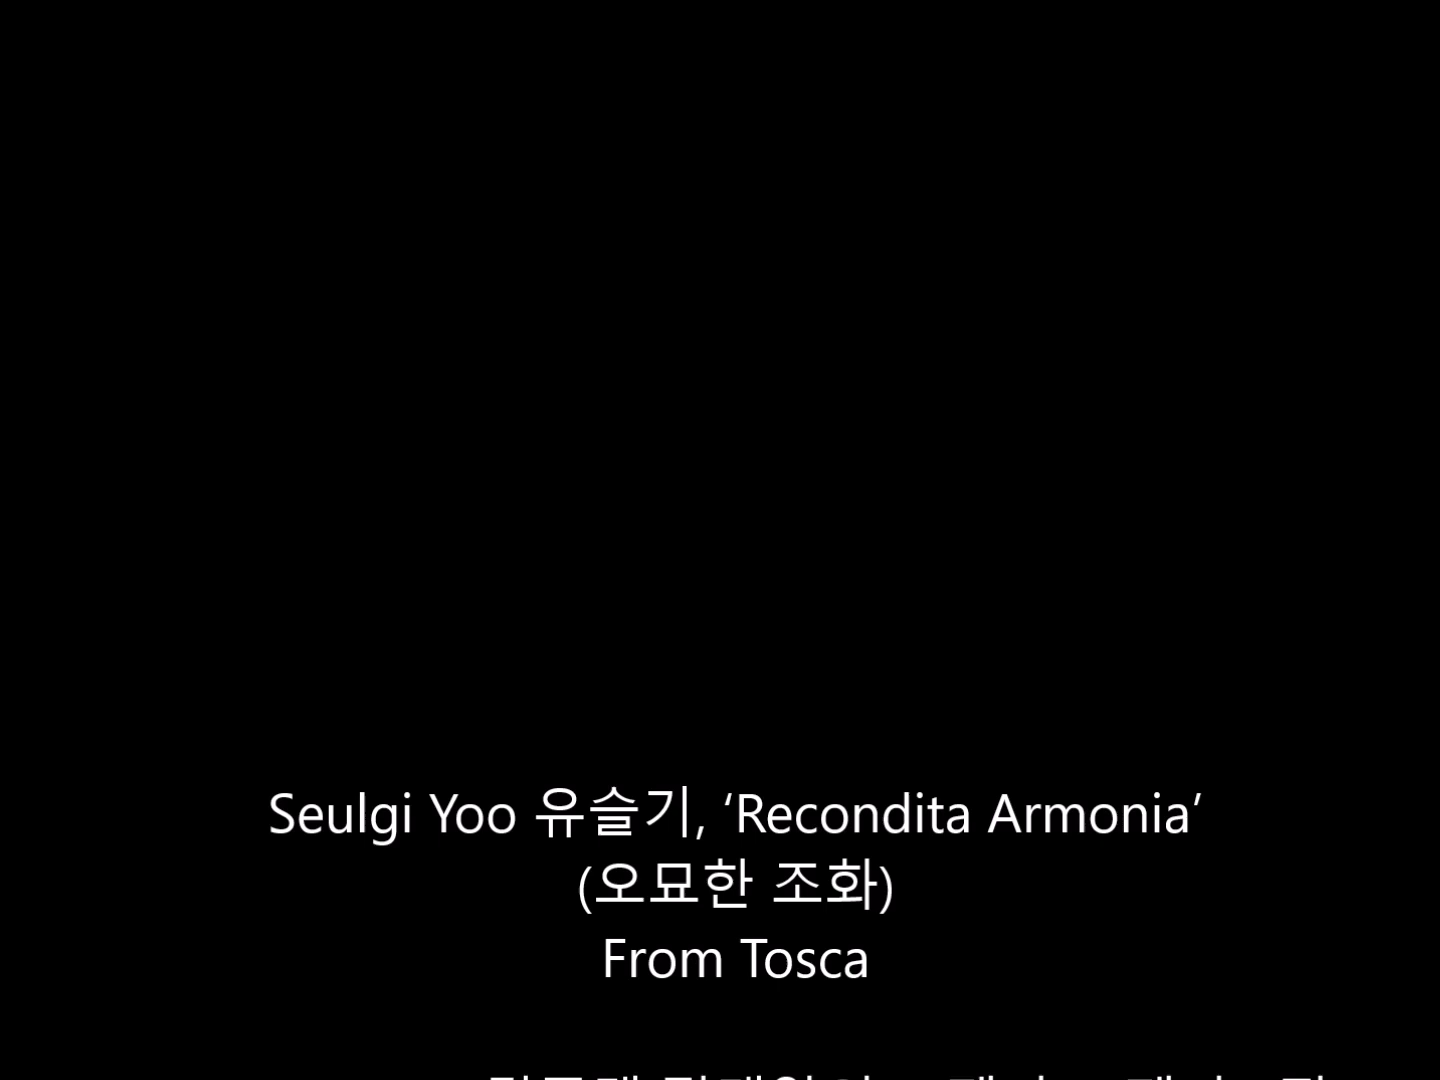 Seulgi Yoo 유슬기, ‘Recondita Armonia’
(오묘한 조화)
From Tosca